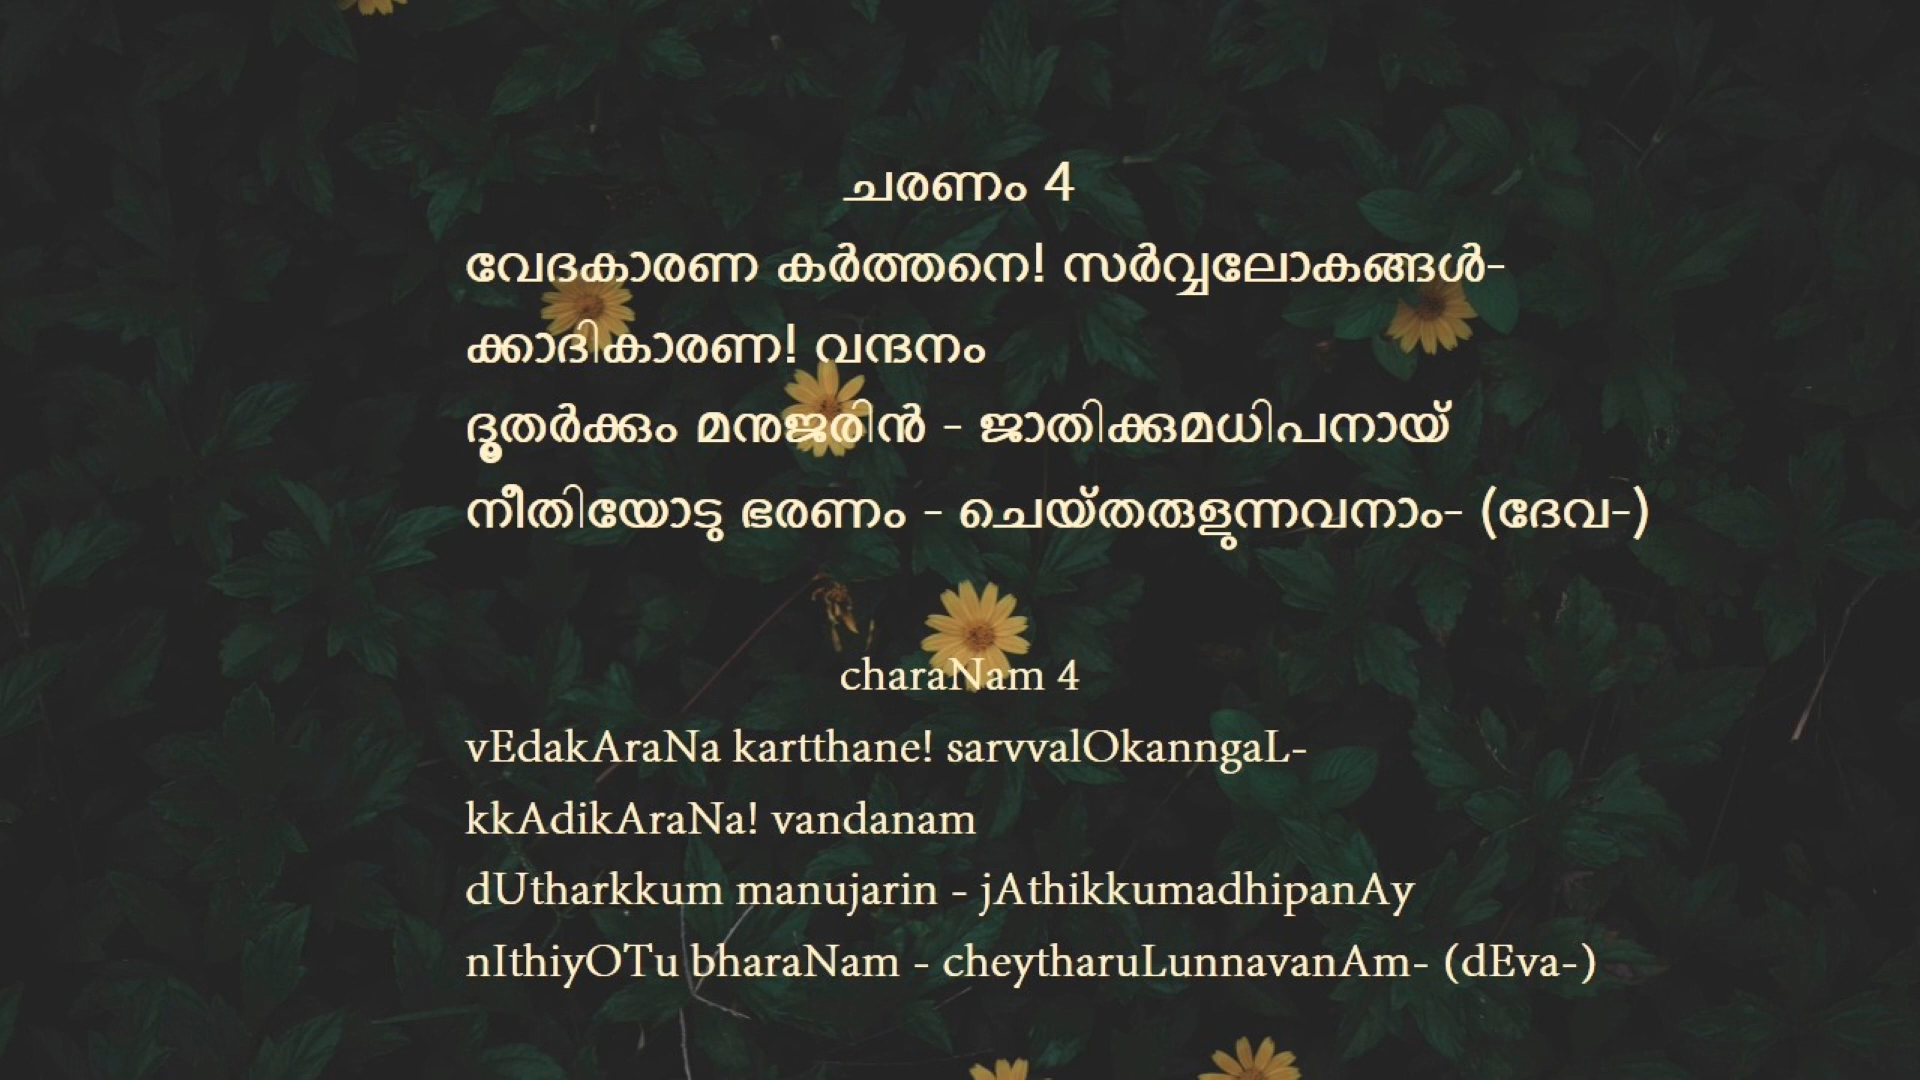 ചരണം 4
വേദകാരണ കർത്തനെ! സർവ്വലോകങ്ങൾ-
ക്കാദികാരണ! വന്ദനം
ദൂതർക്കും മനുജരിൻ - ജാതിക്കുമധിപനായ്
നീതിയോടു ഭരണം - ചെയ്തരുളുന്നവനാം- (ദേവ-)
charaNam 4
vEdakAraNa kartthane! sarvvalOkanngaL-
kkAdikAraNa! vandanam
dUtharkkum manujarin - jAthikkumadhipanAy
nIthiyOTu bharaNam - cheytharuLunnavanAm- (dEva-)